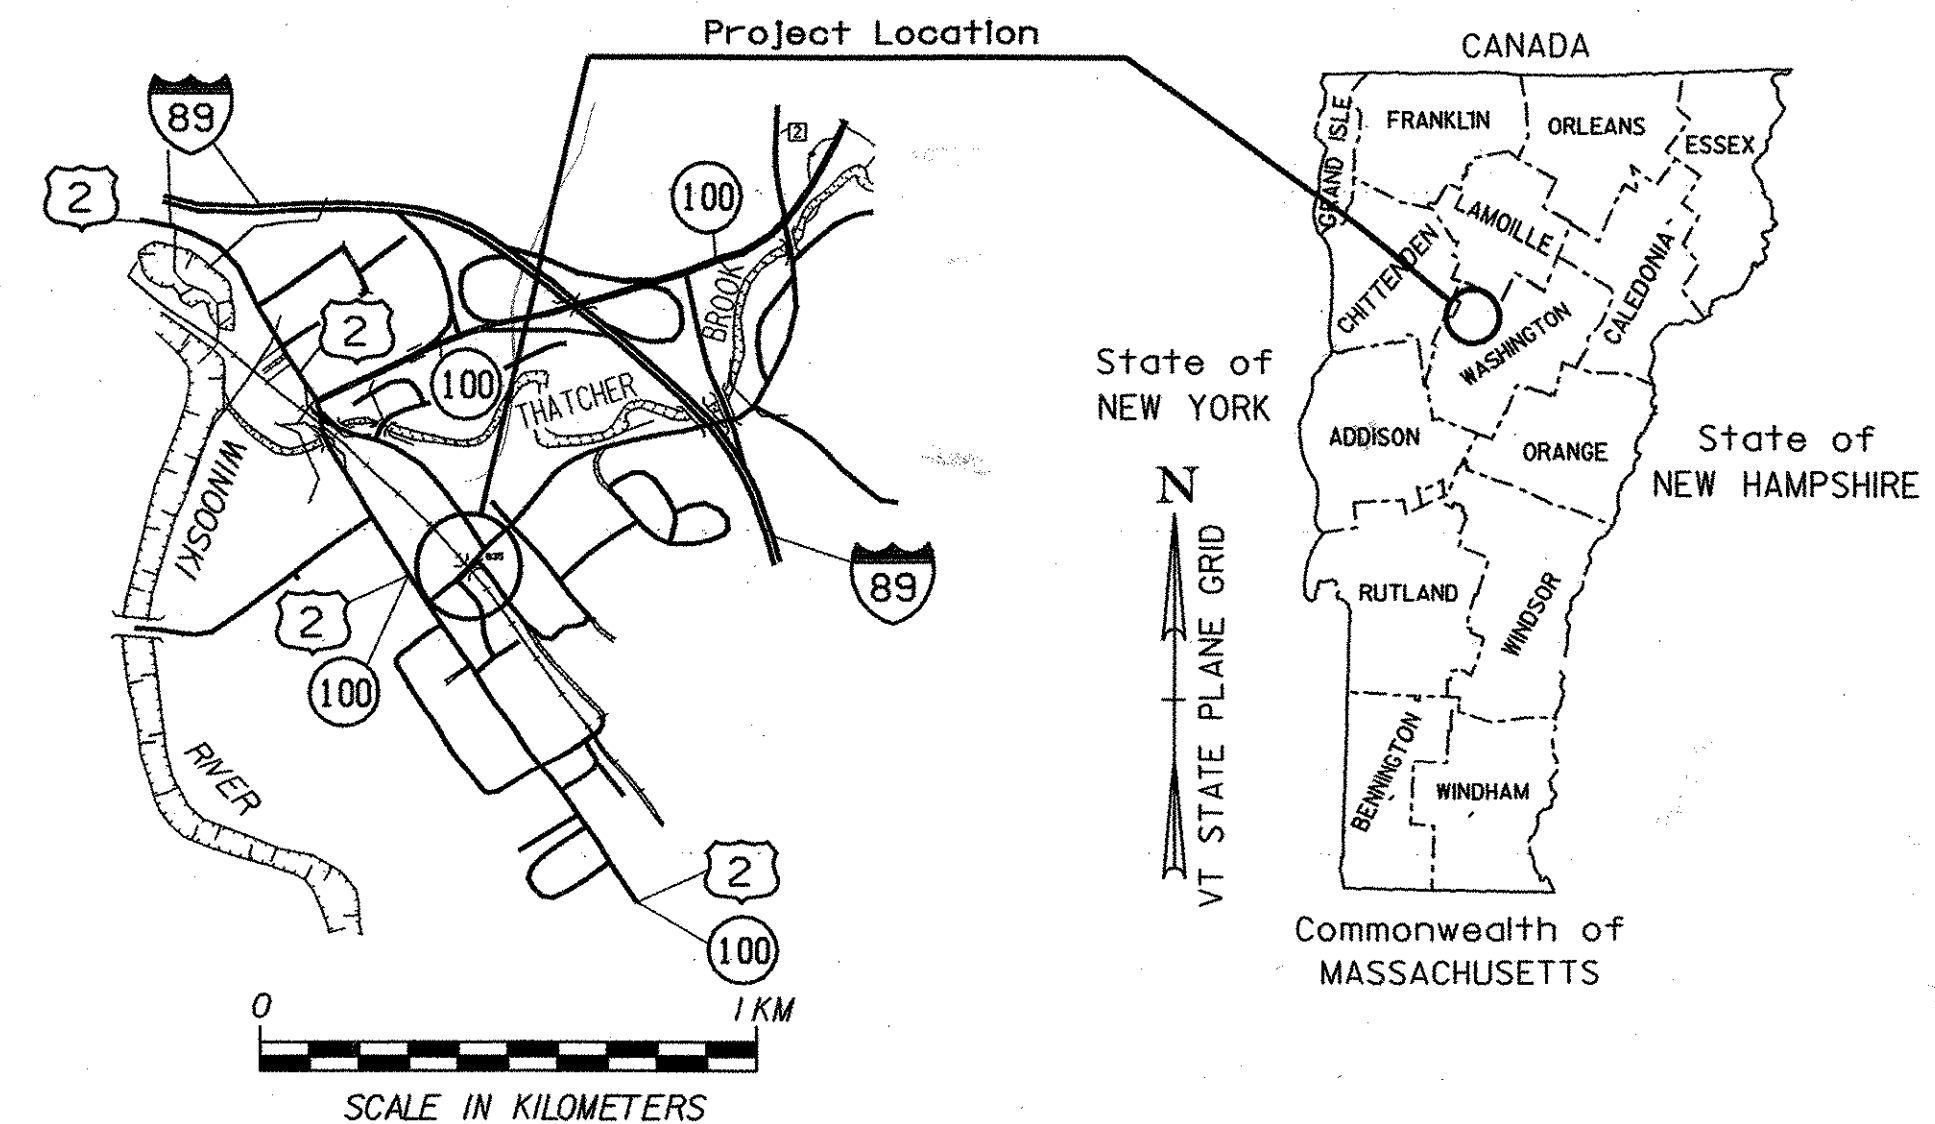 Project Location
89
2
2
100
2
100
BROOK
THATCHER
WINOOSKI
89
2
100
RIVER
2
100
0 1 KM
SCALE IN KILOMETERS
CANADA
GRAND ISLE
FRANKLIN
ORLEANS
ESSEX
LAMOILLE
CHITTENDEN
CALEDONIA
WASHINGTON
State of
NEW YORK
ADDISON
ORANGE
State of
NEW HAMPSHIRE
N
VT STATE PLANE GRID
RUTLAND
WINDSOR
BENNINGTON
WINDHAM
Commonwealth of
MASSACHUSETTS